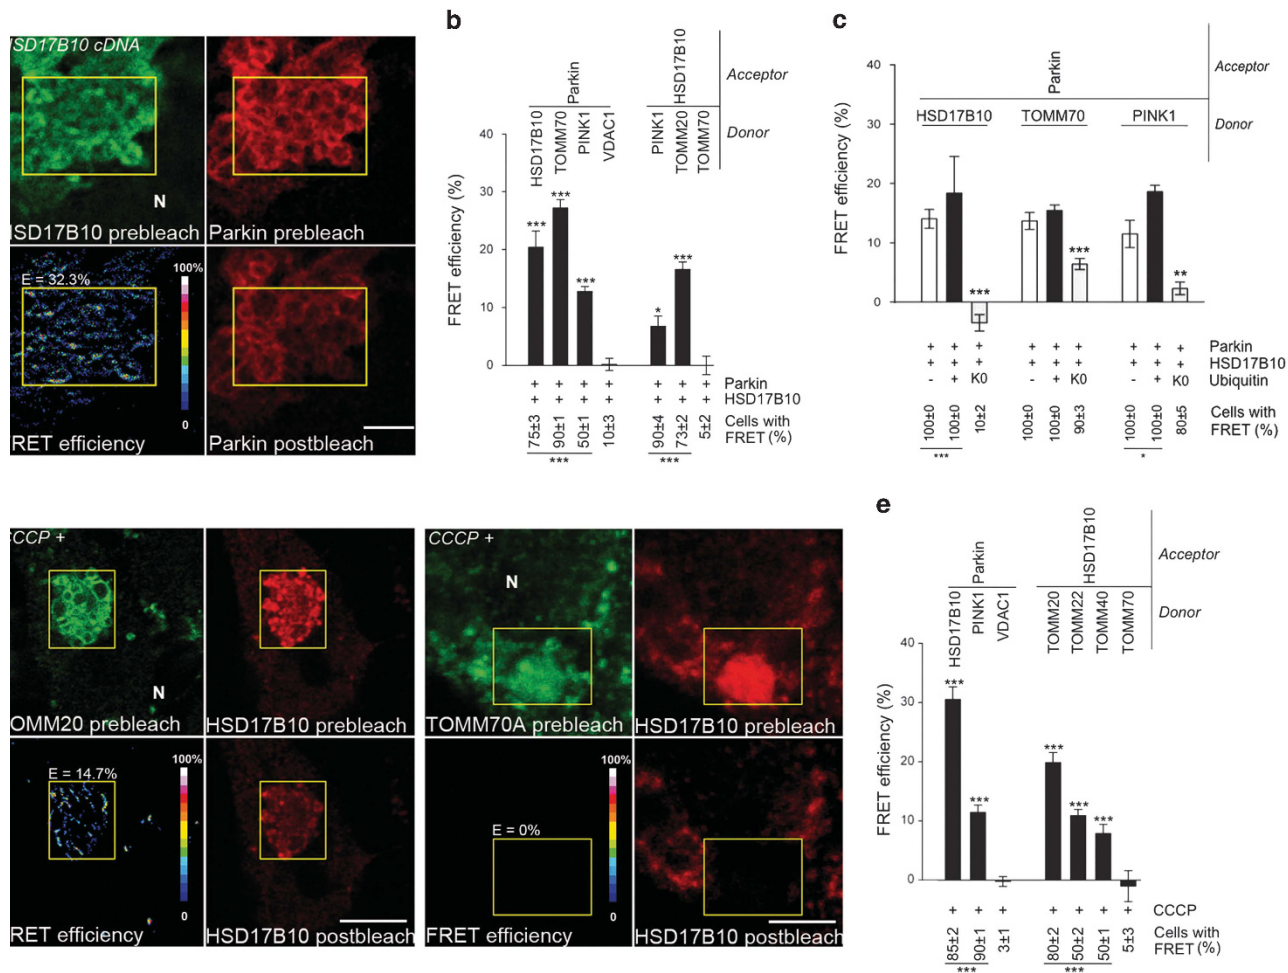 b
c
HSD17B10 cDNA
HSD17B10 prebleach
N
Parkin prebleach
E = 32.3%
100%
0
FRET efficiency
Parkin postbleach
Parkin
HSD17B10
Acceptor
HSD17B10
TOMM70
PINK1
VDAC1
PINK1
TOMM20
TOMM70
Donor
FRET efficiency (%)
40
30
20
10
0
*** *** *** * ***
+ + + + + + + Parkin
+ + + + + + + HSD17B10
75±3 90±1 50±1 10±3 90±4 73±2 5±2 Cells with FRET (%)
*** ***
Parkin
Acceptor
HSD17B10 TOMM70 PINK1
Donor
FRET efficiency (%)
40
30
20
10
0
*** *** **
+ + + + + + + + + Parkin
+ + + + + + + + + HSD17B10
- + K0 - + K0 - + K0 Ubiquitin
100±0 100±0 10±2 100±0 100±0 90±3 100±0 100±0 80±5 Cells with FRET (%)
*** *
e
CCCP +
TOMM20 prebleach
N
HSD17B10 prebleach
E = 14.7%
100%
0
FRET efficiency
HSD17B10 postbleach
CCCP +
N
TOMM70A prebleach
HSD17B10 prebleach
E = 0%
100%
0
FRET efficiency
HSD17B10 postbleach
Parkin
HSD17B10
Acceptor
HSD17B10
PINK1
VDAC1
TOMM20
TOMM22
TOMM40
TOMM70
Donor
FRET efficiency (%)
40
30
20
10
0
*** *** *** *** ***
+ + + + + + + CCCP
85±2 90±1 3±1 80±2 50±2 50±1 5±3 Cells with FRET (%)
*** ***